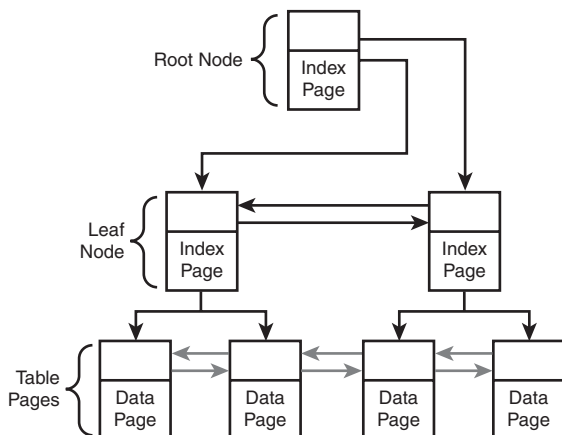 Root Node
Index
Page
Leaf
Node
Index
Page
Index
Page
Table
Pages
Data
Page
Data
Page
Data
Page
Data
Page